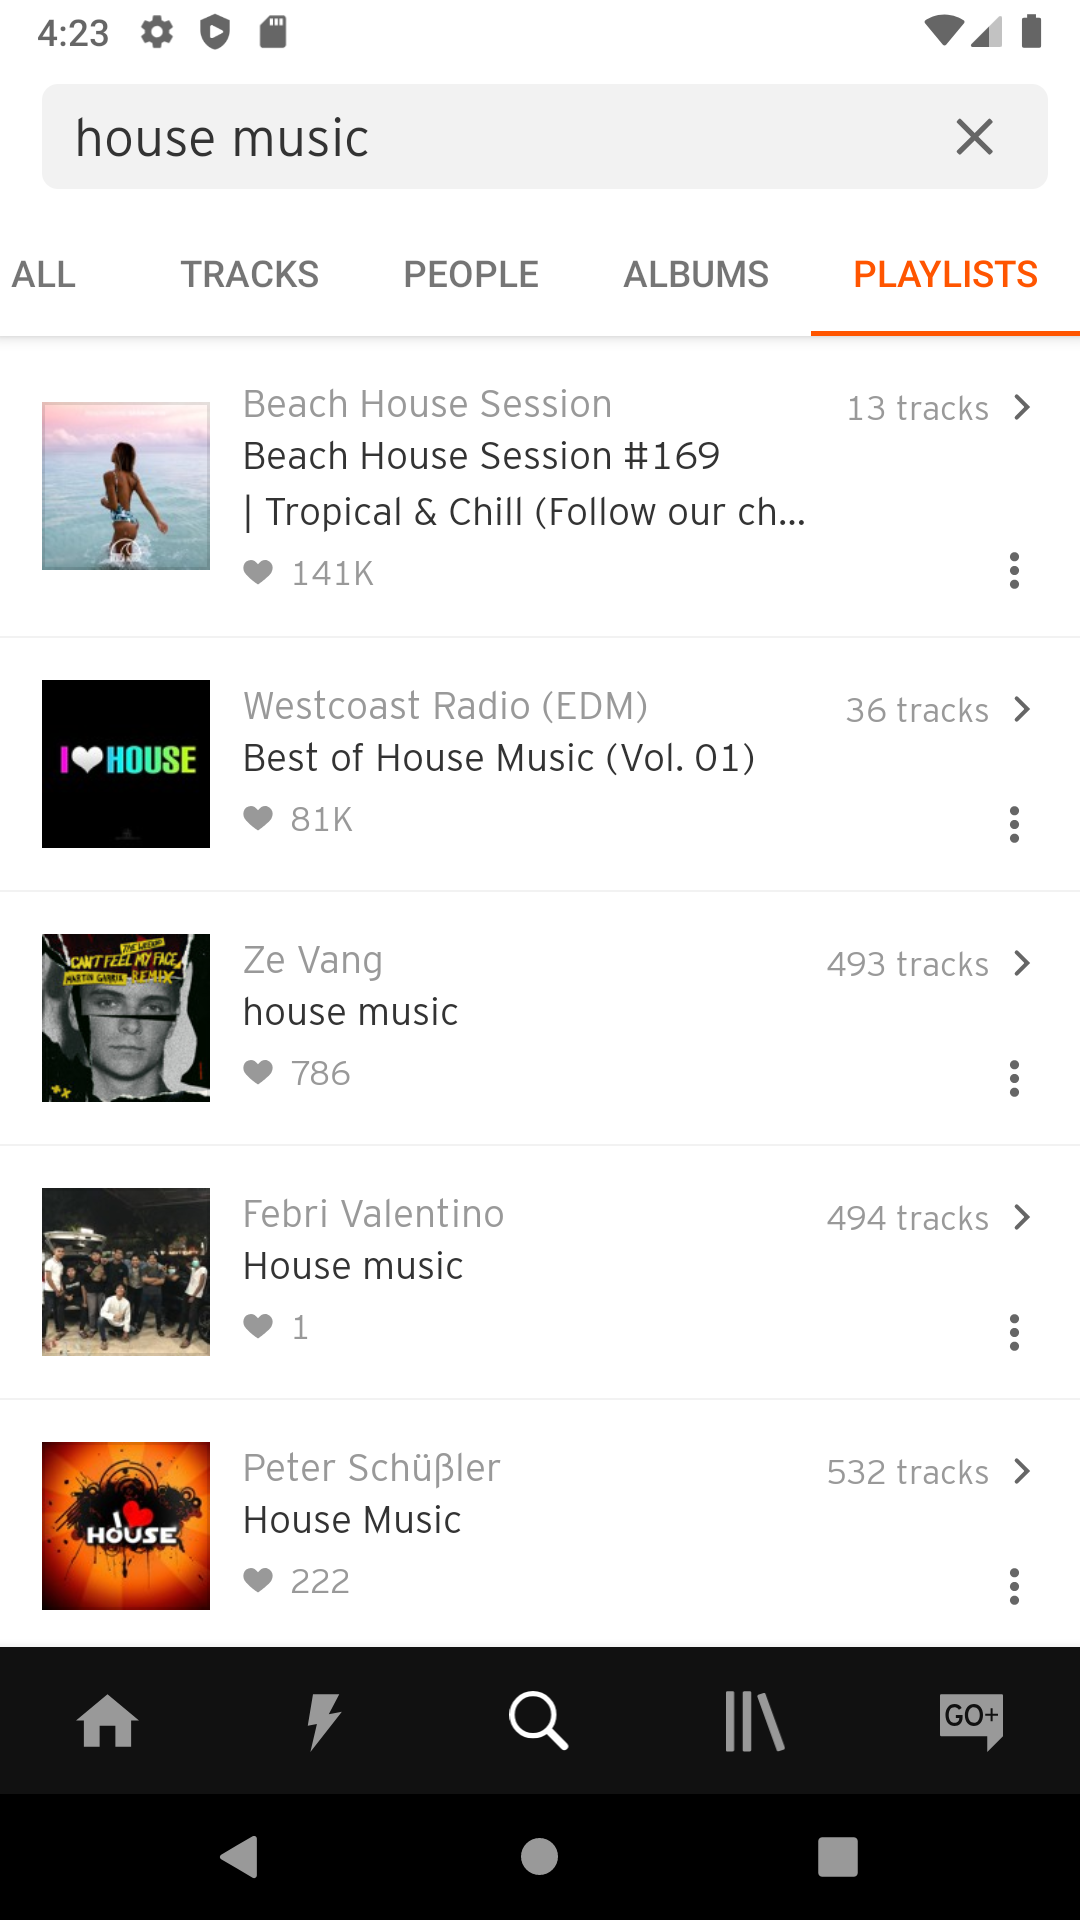 4:23
house music
ALL TRACKS PEOPLE ALBUMS PLAYLISTS
Beach House Session
13 tracks
Beach House Session #169
| Tropical & Chill (Follow our ch...
141K
Westcoast Radio (EDM)
36 tracks
I HOUSE
Best of House Music (Vol. 01)
81K
Ze Vang
493 tracks
CAN'T FEEL MY FACE
MARTIN GARRIX REMIX
house music
786
Febri Valentino
494 tracks
House music
1
Peter Schüßler
532 tracks
I
HOUSE
House Music
222
GO+